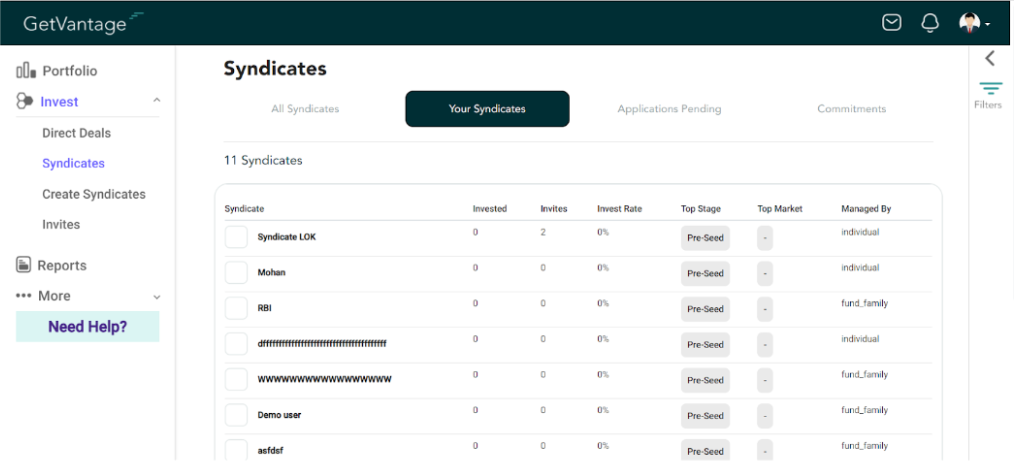 GetVantage
Portfolio
Invest
Direct Deals
Syndicates
Create Syndicates
Invites
Reports
More
Need Help?
Syndicates
All Syndicates Your Syndicates Applications Pending Commitments
Filters
11 Syndicates
Syndicate Invested Invites Invest Rate Top Stage Top Market Managed By
Syndicate LOK 0 2 0% Pre-Seed - individual
Mohan 0 0 0% Pre-Seed - individual
RBI 0 0 0% Pre-Seed - fund_family
dfffffffffffffffffffffffffffffffffffffff 0 0 0% Pre-Seed - individual
WWWWWWWWWWWWWWWWW 0 0 0% Pre-Seed - fund_family
Demo user 0 0 0% Pre-Seed - fund_family
asfdsf 0 0 0% Pre-Seed - fund_family